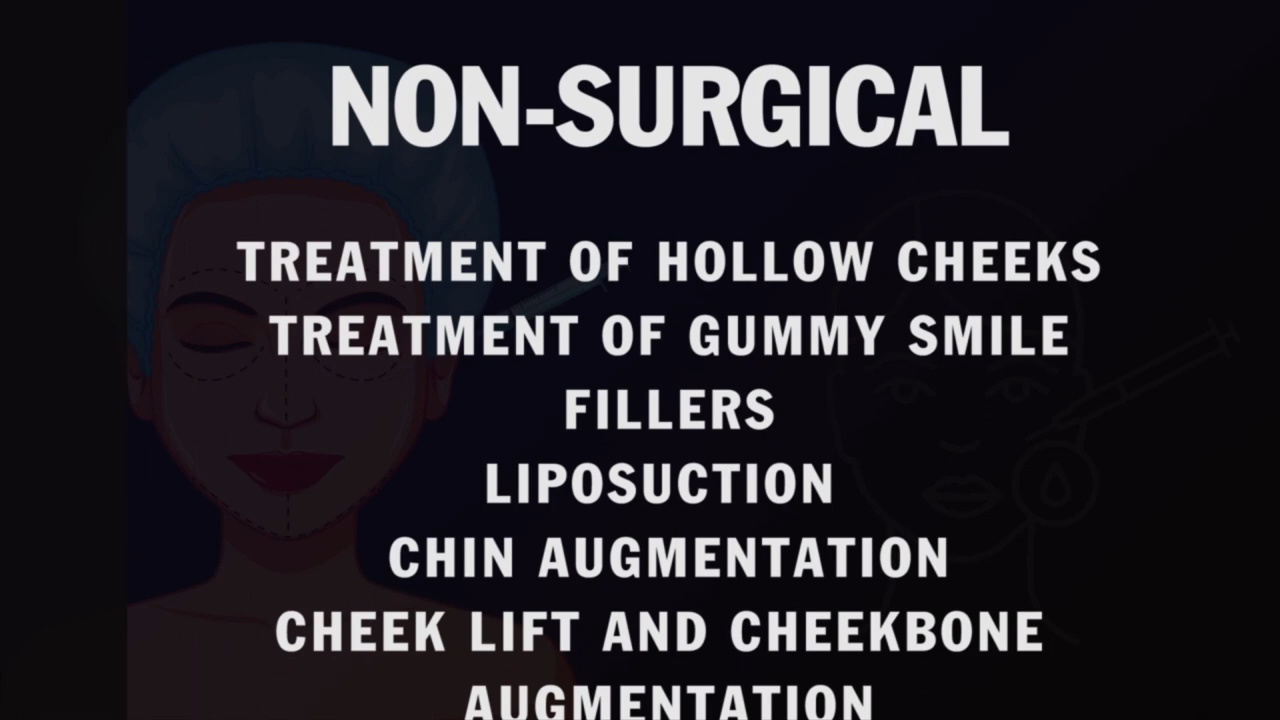 NON-SURGICAL
TREATMENT OF HOLLOW CHEEKS
TREATMENT OF GUMMY SMILE
FILLERS
LIPOSUCTION
CHIN AUGMENTATION
CHEEK LIFT AND CHEEKBONE
AUGMENTATION